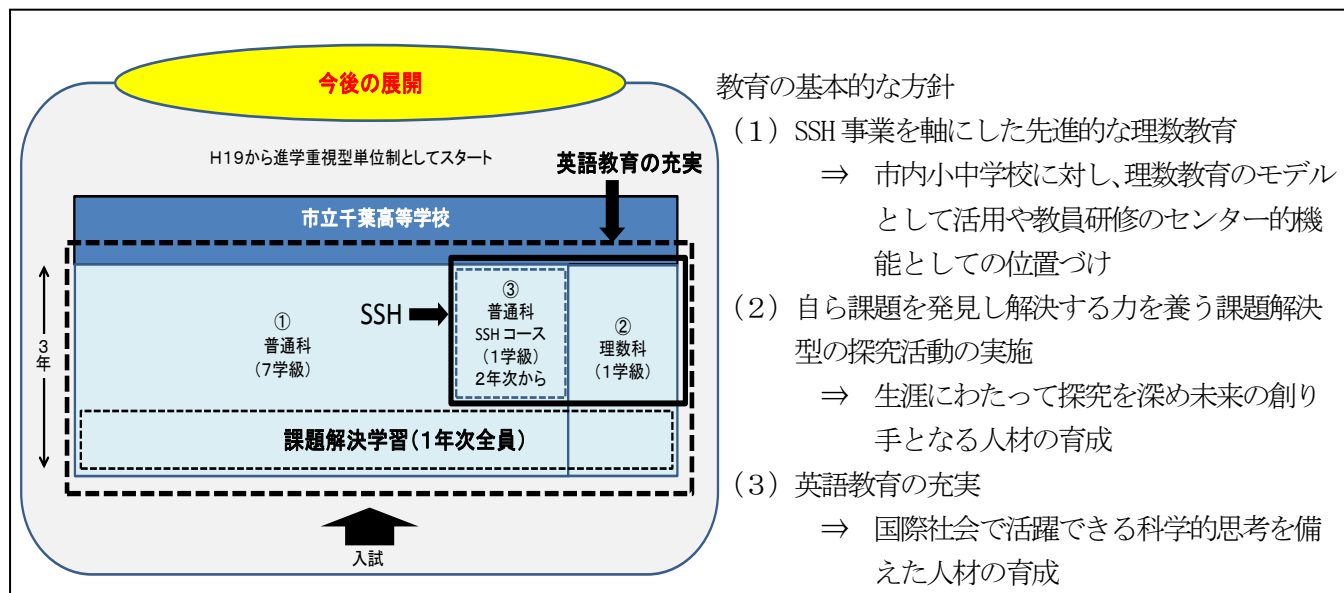 今後の展開
H19から進学重視型単位制としてスタート
英語教育の充実
市立千葉高等学校
3年
①
普通科
(7学級)
SSH
③
普通科
SSHコース
(1学級)
2年次から
②
理数科
(1学級)
課題解決学習(1年次全員)
入試
教育の基本的な方針
(1)SSH事業を軸にした先進的な理数教育
⇒ 市内小中学校に対し、理数教育のモデル
として活用や教員研修のセンター的機
能としての位置づけ
(2)自ら課題を発見し解決する力を養う課題解決
型の探究活動の実施
⇒ 生涯にわたって探究を深め未来の創り
手となる人材の育成
(3)英語教育の充実
⇒ 国際社会で活躍できる科学的思考を備
えた人材の育成